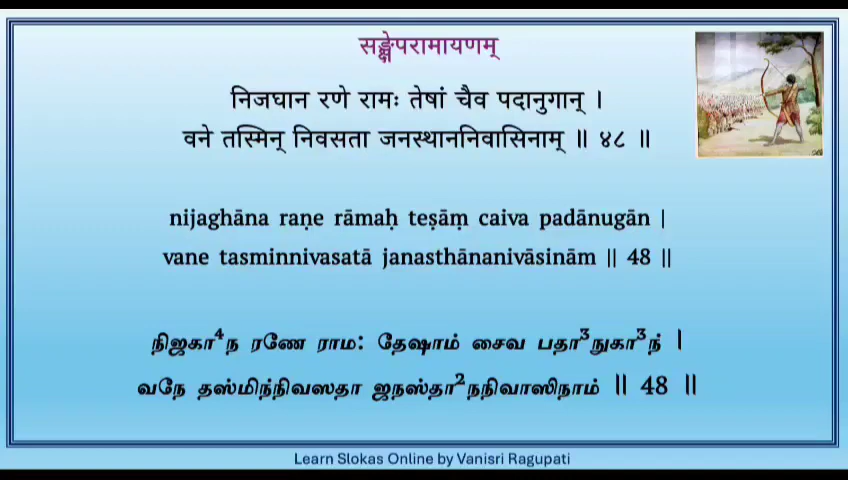 सङ्क्षेपरामायणम्
निजघान रणे रामः तेषां चैव पदानुगान् ।
वने तस्मिन् निवसता जनस्थाननिवासिनाम् ॥ ४८ ॥
nijaghāna raṇe rāmaḥ teṣāṃ caiva padānugān |
vane tasminnivasatā janasthānanivāsinām || 48 ||
நிஜகா⁴ந ரணே ராம: தேஷாம் சைவ பதா³நுகா³ந் |
வநே தஸ்மிந்நிவஸதா ஜநஸ்தா²நநிவாஸிநாம் || 48 ||
Learn Slokas Online by Vanisri Ragupati